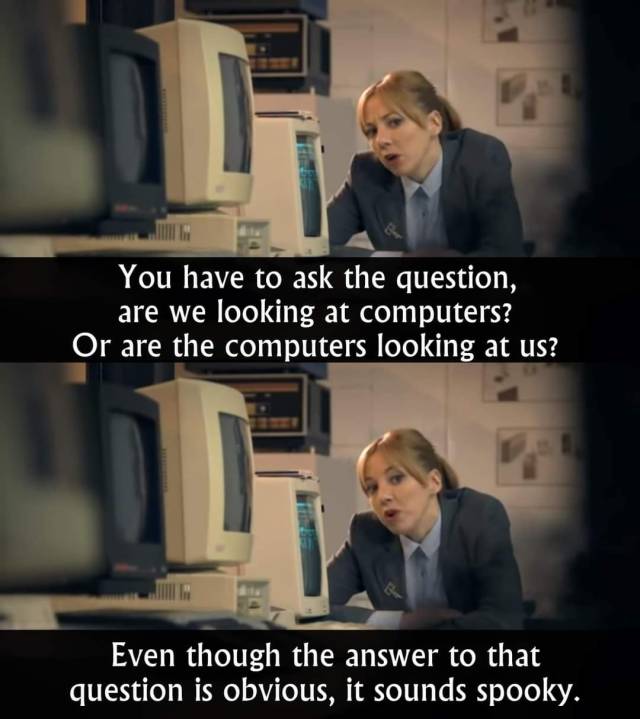 You have to ask the question,
are we looking at computers?
Or are the computers looking at us?
Even though the answer to that
question is obvious, it sounds spooky.